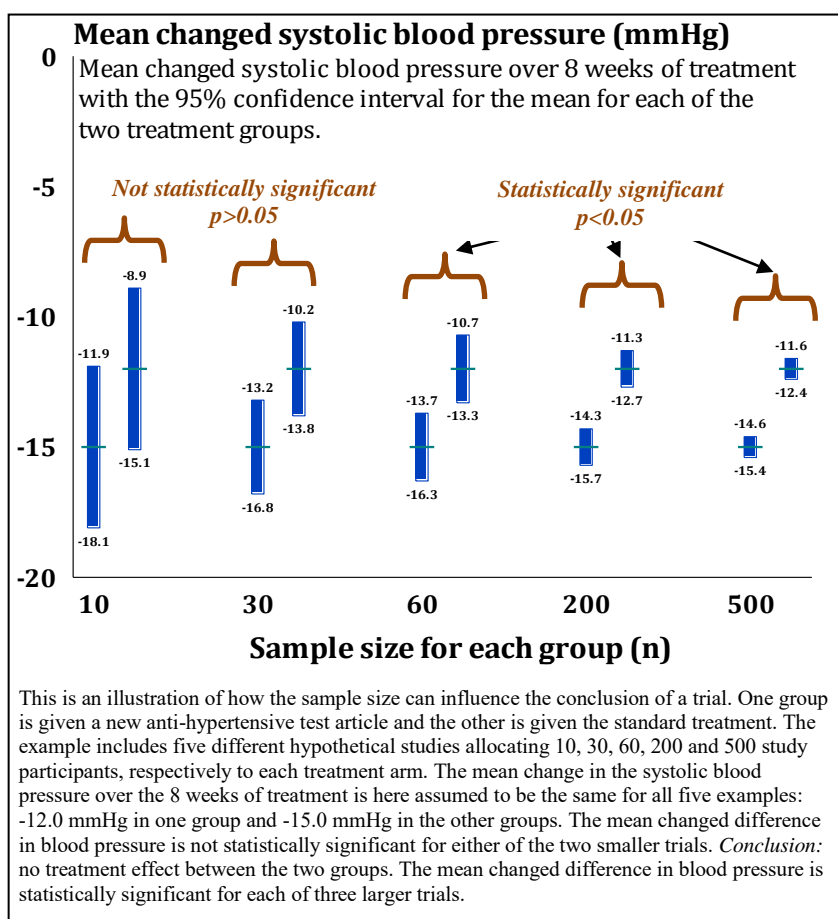 Mean changed systolic blood pressure (mmHg)
0
Mean changed systolic blood pressure over 8 weeks of treatment
with the 95% confidence interval for the mean for each of the
two treatment groups.
-5
Not statistically significant
p>0.05
Statistically significant
p<0.05
-10
-8.9
-10.2
-10.7
-11.3
-11.6
-11.9
-13.2
-13.7
-12.7
-12.4
-13.8
-13.3
-14.3
-14.6
-15
-15.1
-16.8
-16.3
-15.7
-15.4
-18.1
-20
10 30 60 200 500
Sample size for each group (n)
This is an illustration of how the sample size can influence the conclusion of a trial. One group
is given a new anti-hypertensive test article and the other is given the standard treatment. The
example includes five different hypothetical studies allocating 10, 30, 60, 200 and 500 study
participants, respectively to each treatment arm. The mean change in the systolic blood
pressure over the 8 weeks of treatment is here assumed to be the same for all five examples:
-12.0 mmHg in one group and -15.0 mmHg in the other groups. The mean changed difference
in blood pressure is not statistically significant for either of the two smaller trials. Conclusion:
no treatment effect between the two groups. The mean changed difference in blood pressure is
statistically significant for each of three larger trials.